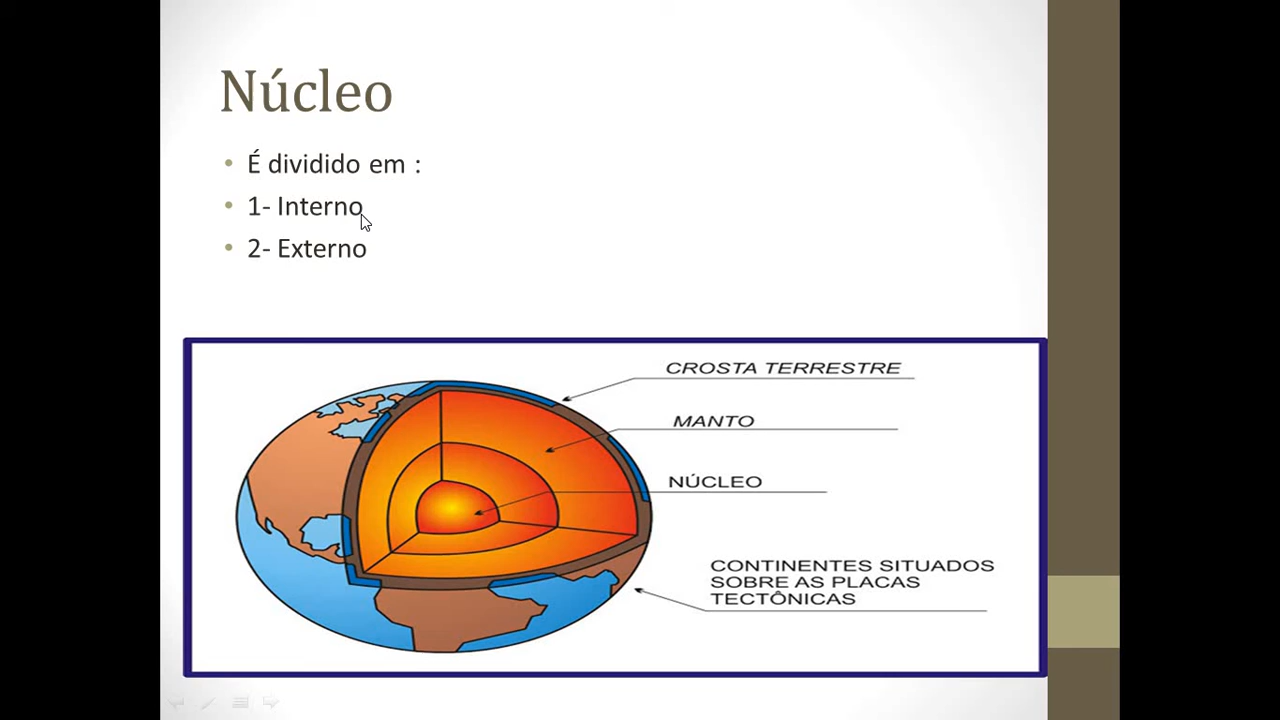 Núcleo
É dividido em :
1- Interno
2- Externo
CROSTA TERRESTRE
MANTO
NÚCLEO
CONTINENTES SITUADOS
SOBRE AS PLACAS
TECTÔNICAS